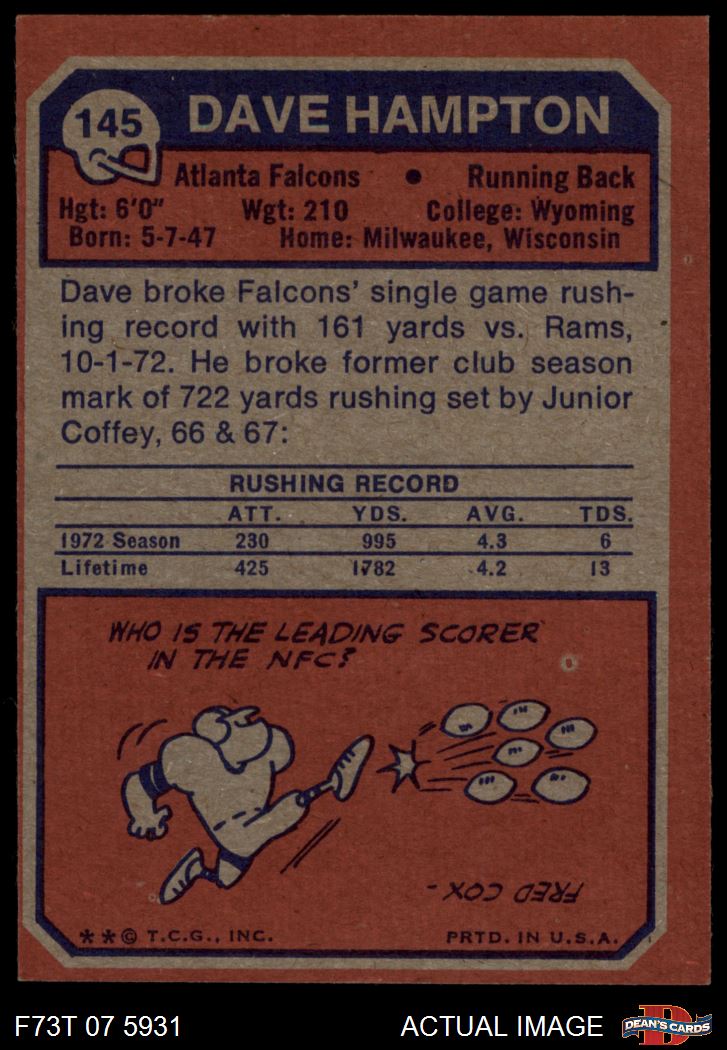 145
DAVE HAMPTON
Atlanta Falcons • Running Back
Hgt: 6'0" Wgt: 210 College: Wyoming
Born: 5-7-47 Home: Milwaukee, Wisconsin
Dave broke Falcons' single game rush-
ing record with 161 yards vs. Rams,
10-1-72. He broke former club season
mark of 722 yards rushing set by Junior
Coffey, 66 & 67:
RUSHING RECORD
ATT. YDS. AVG. TDS.
1972 Season 230 995 4.3 6
Lifetime 425 1782 4.2 13
WHO IS THE LEADING SCORER
IN THE NFC?
FRED COX -
** © T.C.G., INC. PRTD. IN U.S.A.
F73T 07 5931 ACTUAL IMAGE
D
DEAN'S CARDS